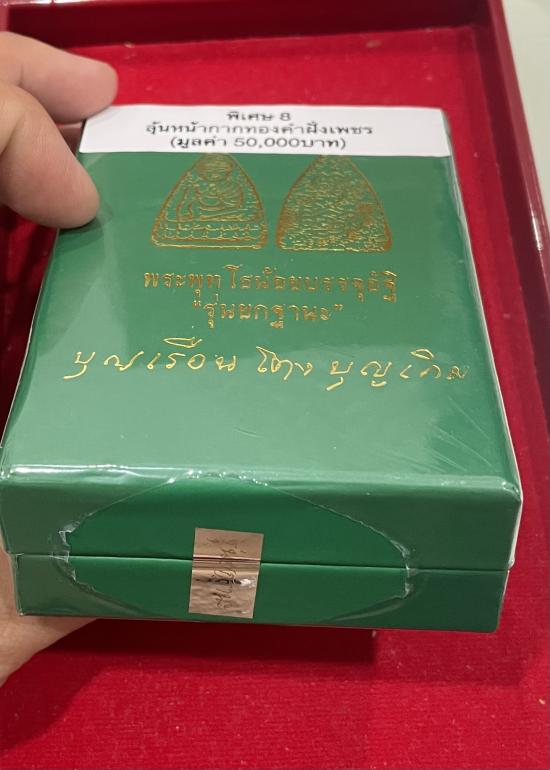 พิเศษ 8
ลุ้นหน้ากากทองคำฝังเพชร
(มูลค่า 50,000บาท)
พระพุทโธน้อยบรรจุอัฐิ
"รุ่นยกฐานะ"
บุญเรือน โตง บุญเติม